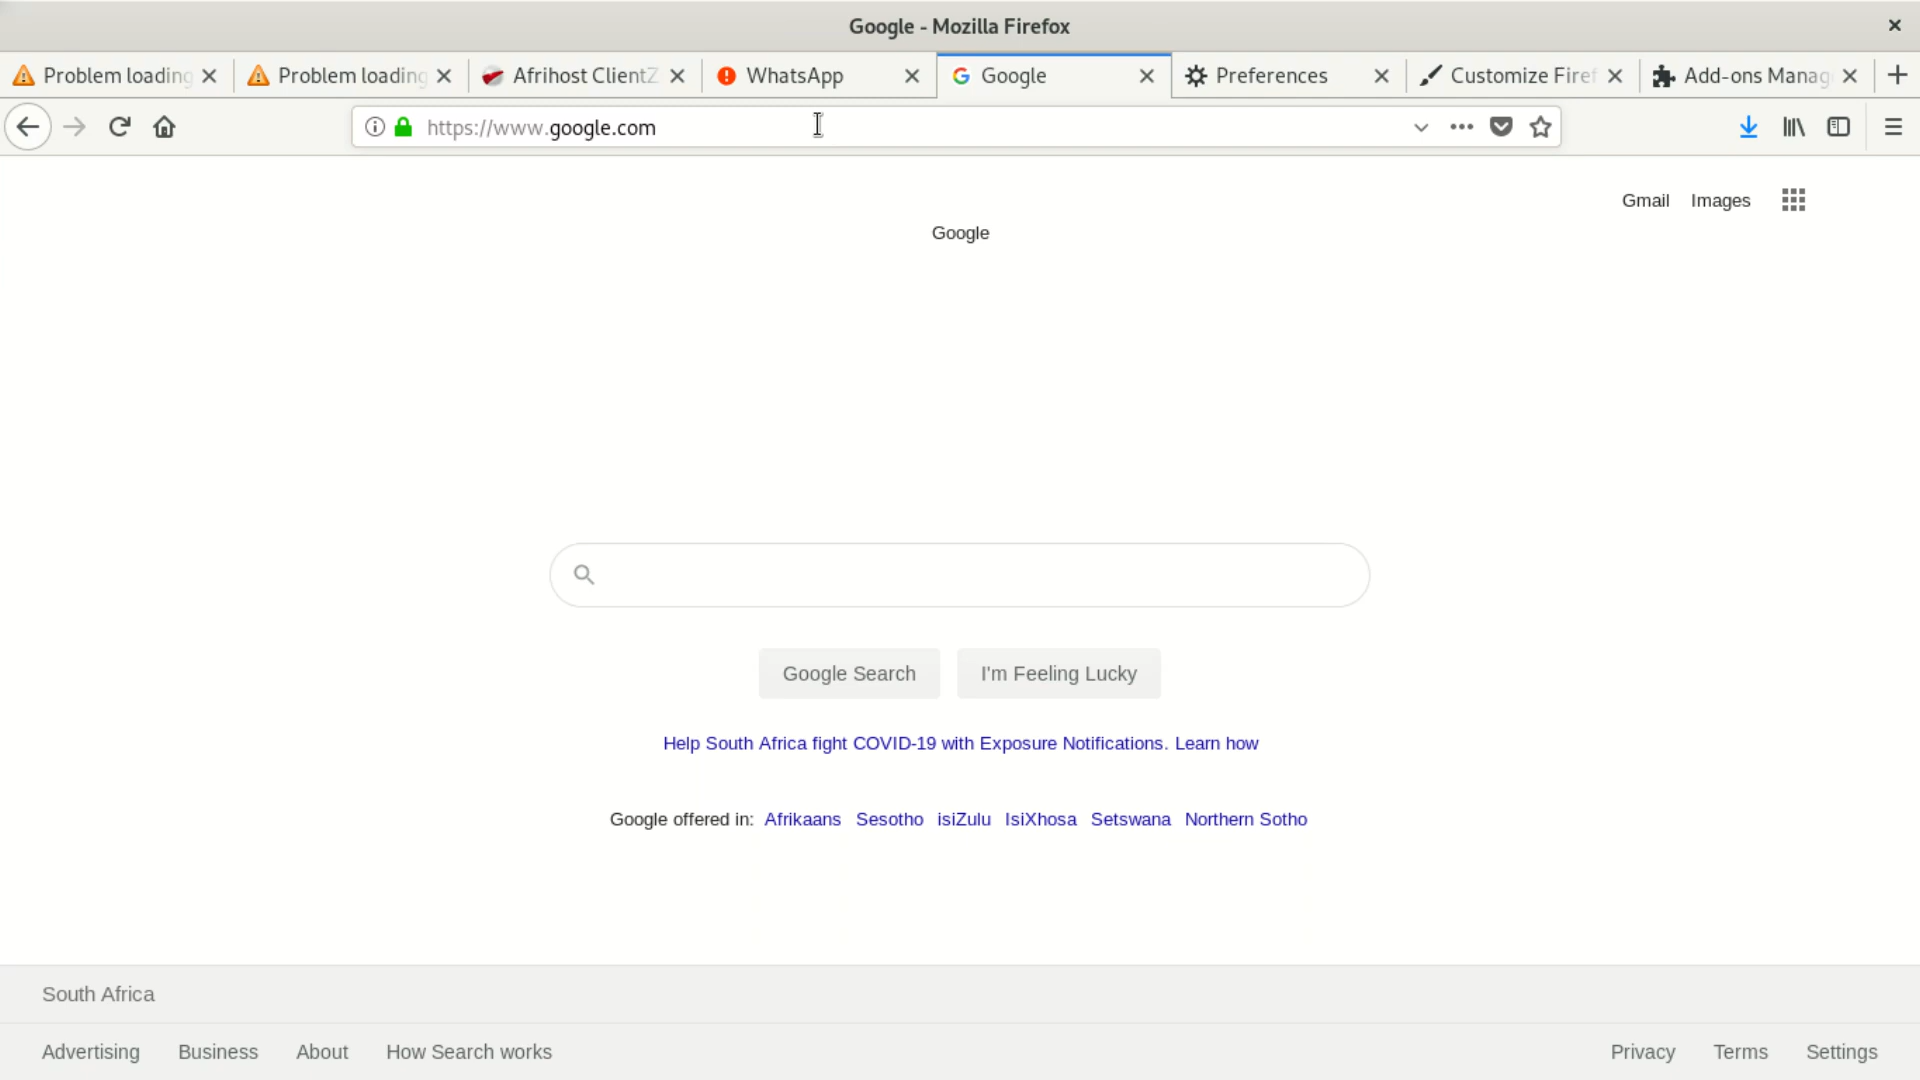 Google - Mozilla Firefox
Problem loading Problem loading Afrihost ClientZ WhatsApp Google Preferences Customize Firef Add-ons Manag
https://www.google.com
Gmail Images
Google
Google Search I'm Feeling Lucky
Help South Africa fight COVID-19 with Exposure Notifications. Learn how
Google offered in: Afrikaans Sesotho isiZulu IsiXhosa Setswana Northern Sotho
South Africa
Advertising Business About How Search works Privacy Terms Settings